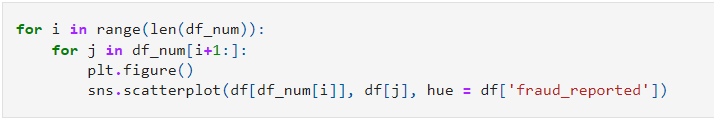 for i in range(len(df_num)):
    for j in df_num[i+1:]:
        plt.figure()
        sns.scatterplot(df[df_num[i]], df[j], hue = df['fraud_reported'])